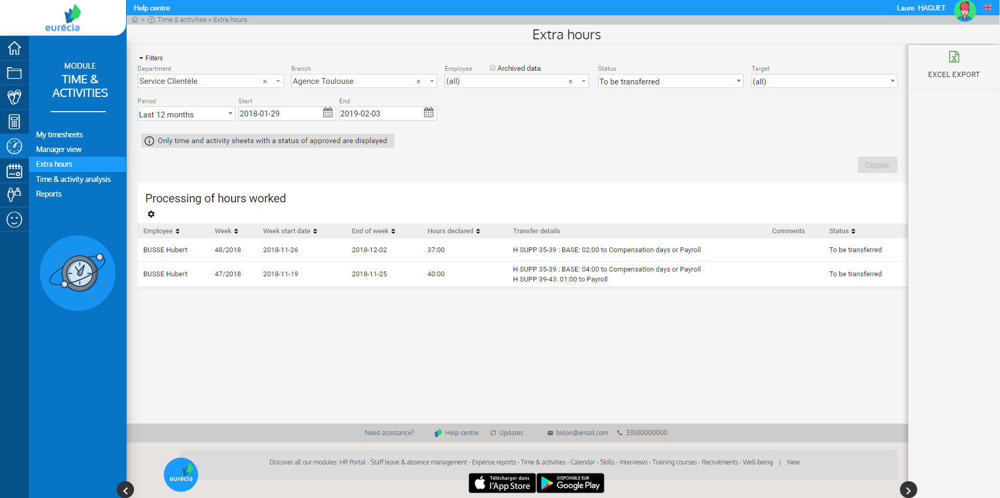 eurécia
Help centre
Laure HAGUET
> Time & activities > Extra hours
Extra hours
MODULE
TIME &
ACTIVITIES
My timesheets
Manager view
Extra hours
Time & activity analysis
Reports
Filters
Department
Branch
Employee
Archived data
Status
Target
Service Clientèle × 
Agence Toulouse ×
(all) ×
To be transferred
(all)
Period
Start
End
Last 12 months
2018-01-29
2019-02-03
Only time and activity sheets with a status of approved are displayed
Display
EXCEL EXPORT
Processing of hours worked
Employee Week Week start date End of week Hours declared Transfer details Comments Status
BUSSE Hubert 48/2018 2018-11-26 2018-12-02 37:00 H SUPP 35-39 : BASE: 02:00 to Compensation days or Payroll To be transferred
BUSSE Hubert 47/2018 2018-11-19 2018-11-25 40:00 H SUPP 35-39 : BASE: 04:00 to Compensation days or Payroll To be transferred
H SUPP 39-43: 01:00 to Payroll
Need assistance? Help centre Updates bidon@email.com 33500000000
Discover all our modules: HR Portal - Staff leave & absence management - Expense reports - Time & activities - Calendar - Skills - Interviews - Training courses - Recruitments - Well-being | New
eurécia
Télécharger dans
l'App Store
DISPONIBLE SUR
Google Play